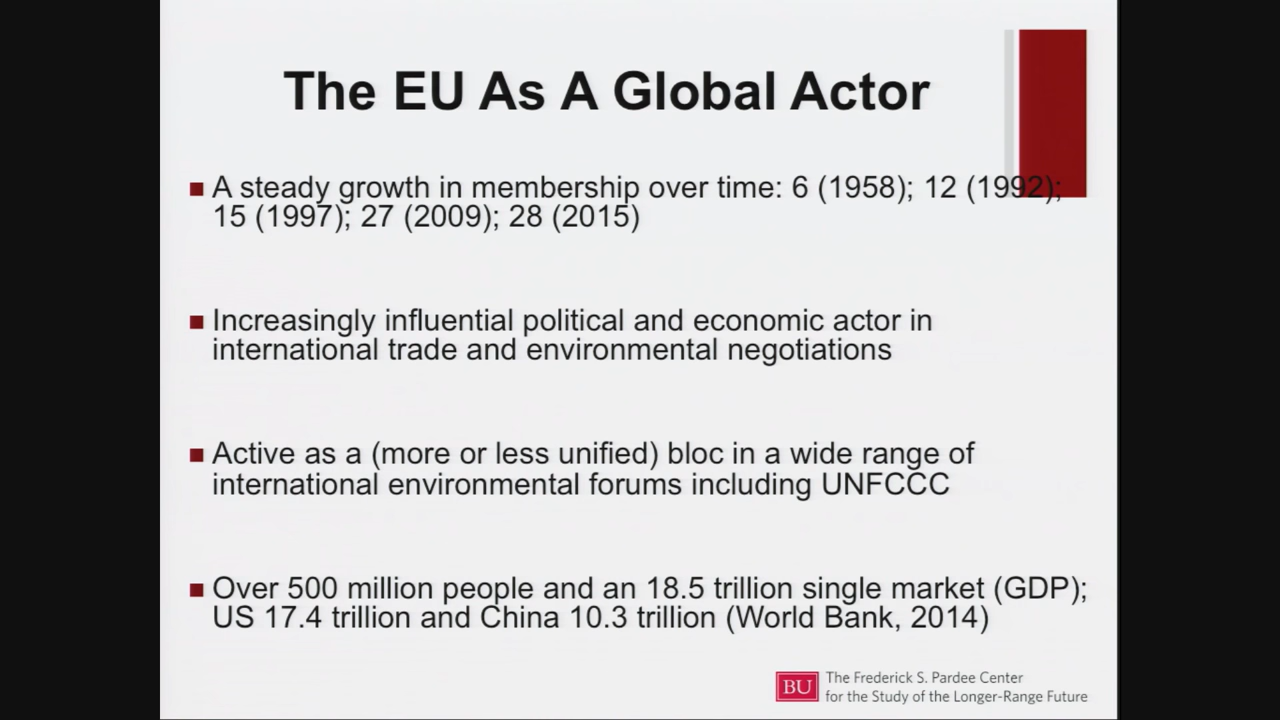 The EU As A Global Actor
A steady growth in membership over time: 6 (1958); 12 (1992);
15 (1997); 27 (2009); 28 (2015)
Increasingly influential political and economic actor in
international trade and environmental negotiations
Active as a (more or less unified) bloc in a wide range of
international environmental forums including UNFCCC
Over 500 million people and an 18.5 trillion single market (GDP);
US 17.4 trillion and China 10.3 trillion (World Bank, 2014)
BU
The Frederick S. Pardee Center
for the Study of the Longer-Range Future